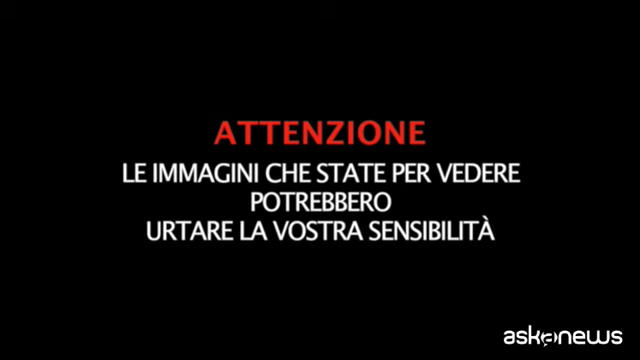 ATTENZIONE
LE IMMAGINI CHE STATE PER VEDERE
POTREBBERO
URTARE LA VOSTRA SENSIBILITÀ
askanews